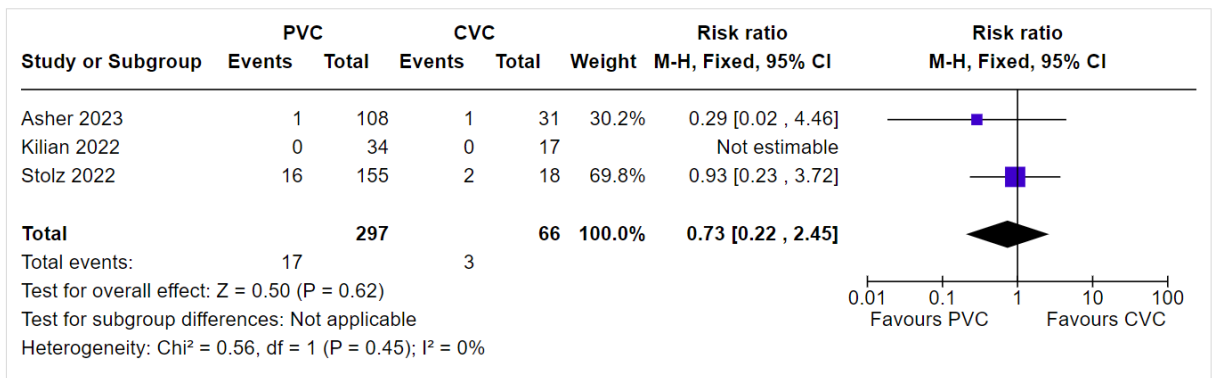 PVC CVC Risk ratio Risk ratio
Study or Subgroup Events Total Events Total Weight M-H, Fixed, 95% CI M-H, Fixed, 95% CI
Asher 2023 1 108 1 31 30.2% 0.29 [0.02 , 4.46]
Kilian 2022 0 34 0 17 Not estimable
Stolz 2022 16 155 2 18 69.8% 0.93 [0.23 , 3.72]
Total 297 66 100.0% 0.73 [0.22 , 2.45]
Total events: 17 3
Test for overall effect: Z = 0.50 (P = 0.62)
Test for subgroup differences: Not applicable
Heterogeneity: Chi² = 0.56, df = 1 (P = 0.45); I² = 0%
0.01 0.1 1 10 100
Favours PVC Favours CVC